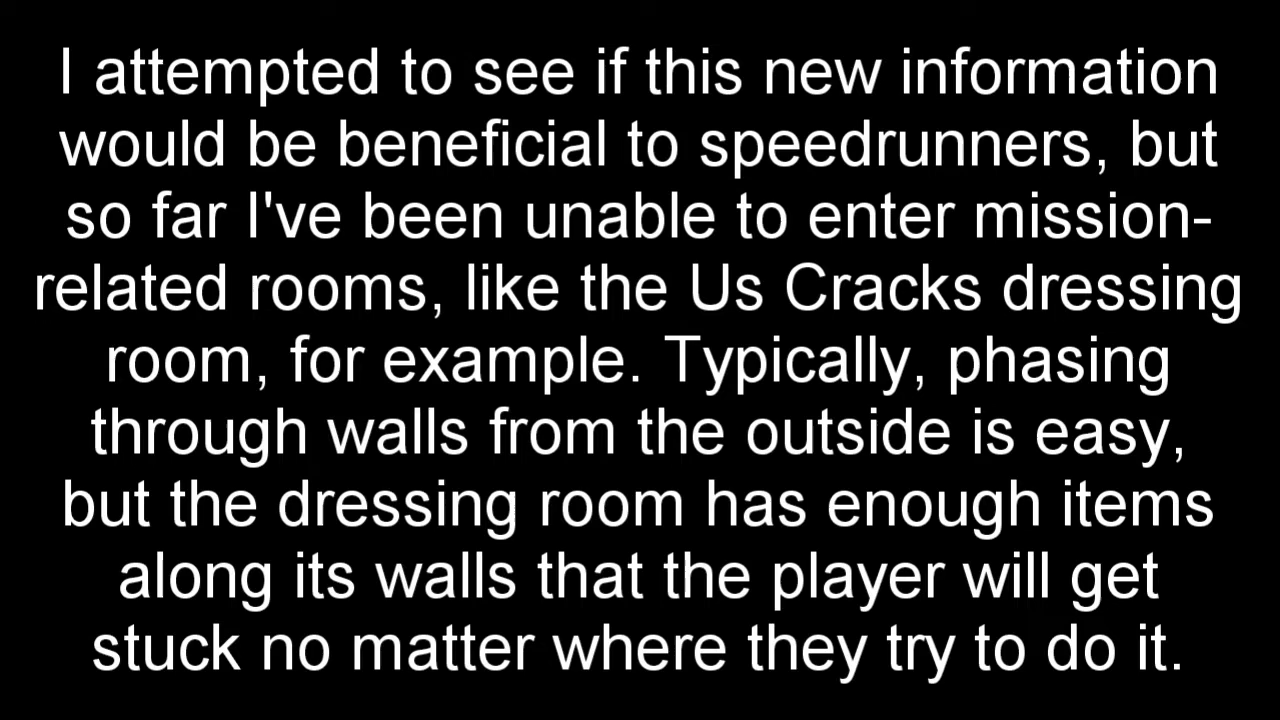 I attempted to see if this new information
would be beneficial to speedrunners, but
so far I've been unable to enter mission-
related rooms, like the Us Cracks dressing
room, for example. Typically, phasing
through walls from the outside is easy,
but the dressing room has enough items
along its walls that the player will get
stuck no matter where they try to do it.